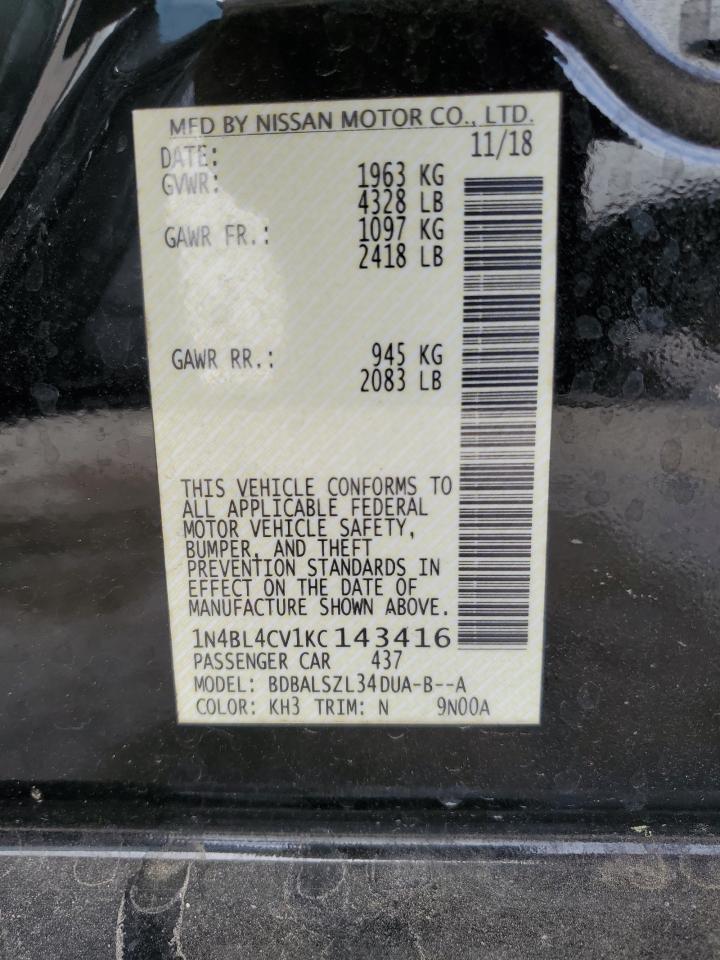 MFD BY NISSAN MOTOR CO., LTD.
DATE: 11/18
GVWR: 1963 KG
4328 LB
GAWR FR.: 1097 KG
2418 LB
GAWR RR.: 945 KG
2083 LB
THIS VEHICLE CONFORMS TO
ALL APPLICABLE FEDERAL
MOTOR VEHICLE SAFETY,
BUMPER, AND THEFT
PREVENTION STANDARDS IN
EFFECT ON THE DATE OF
MANUFACTURE SHOWN ABOVE.
1N4BL4CV1KC143416
PASSENGER CAR 437
MODEL: BDBALSZL34DUA-B--A
COLOR: KH3 TRIM: N 9N00A